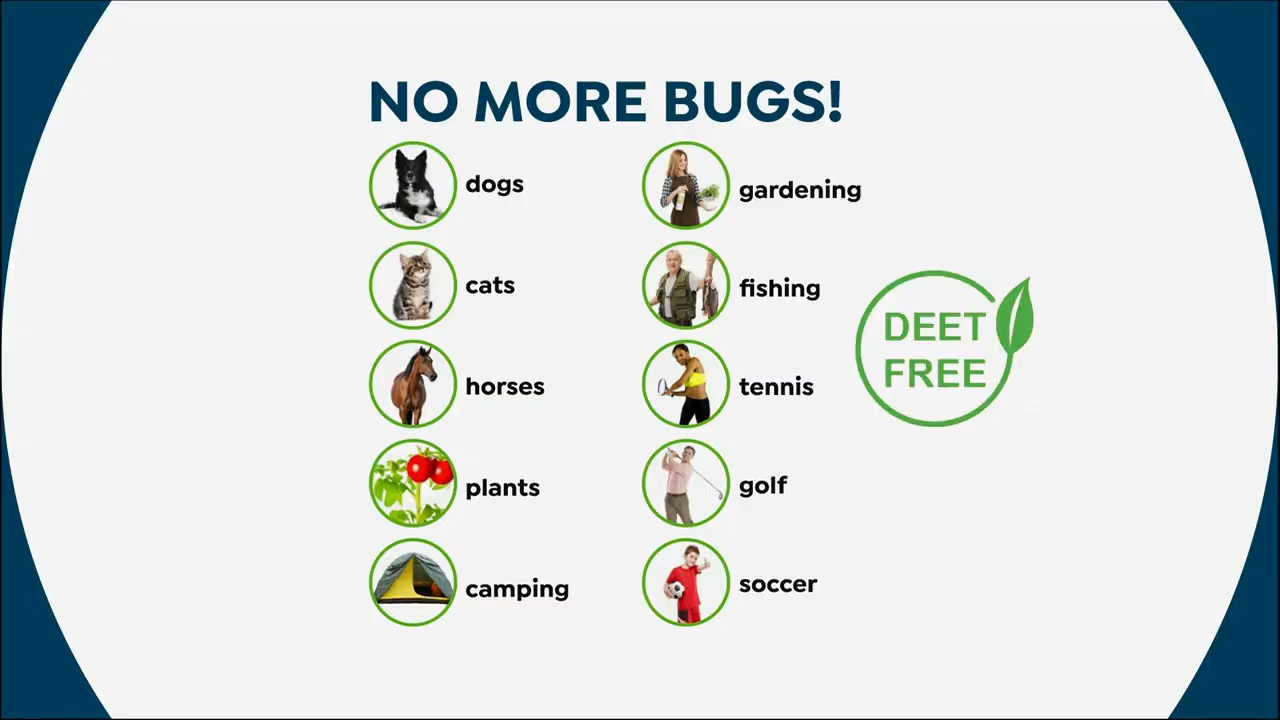 NO MORE BUGS!
dogs
cats
horses
plants
camping
gardening
fishing
tennis
golf
soccer
DEET
FREE